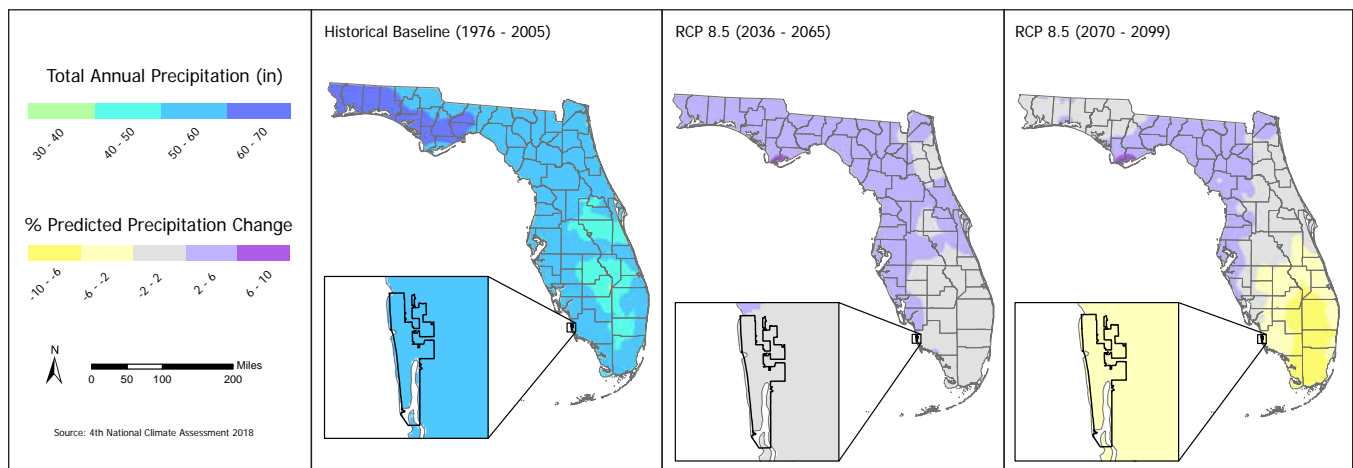 Total Annual Precipitation (in)
30 - 40
40 - 50
50 - 60
60 - 70
% Predicted Precipitation Change
-10 - -6
-6 - -2
-2 - 2
2 - 6
6 - 10
N
Miles
0 50 100 200
Source: 4th National Climate Assessment 2018
Historical Baseline (1976 - 2005)
RCP 8.5 (2036 - 2065)
RCP 8.5 (2070 - 2099)